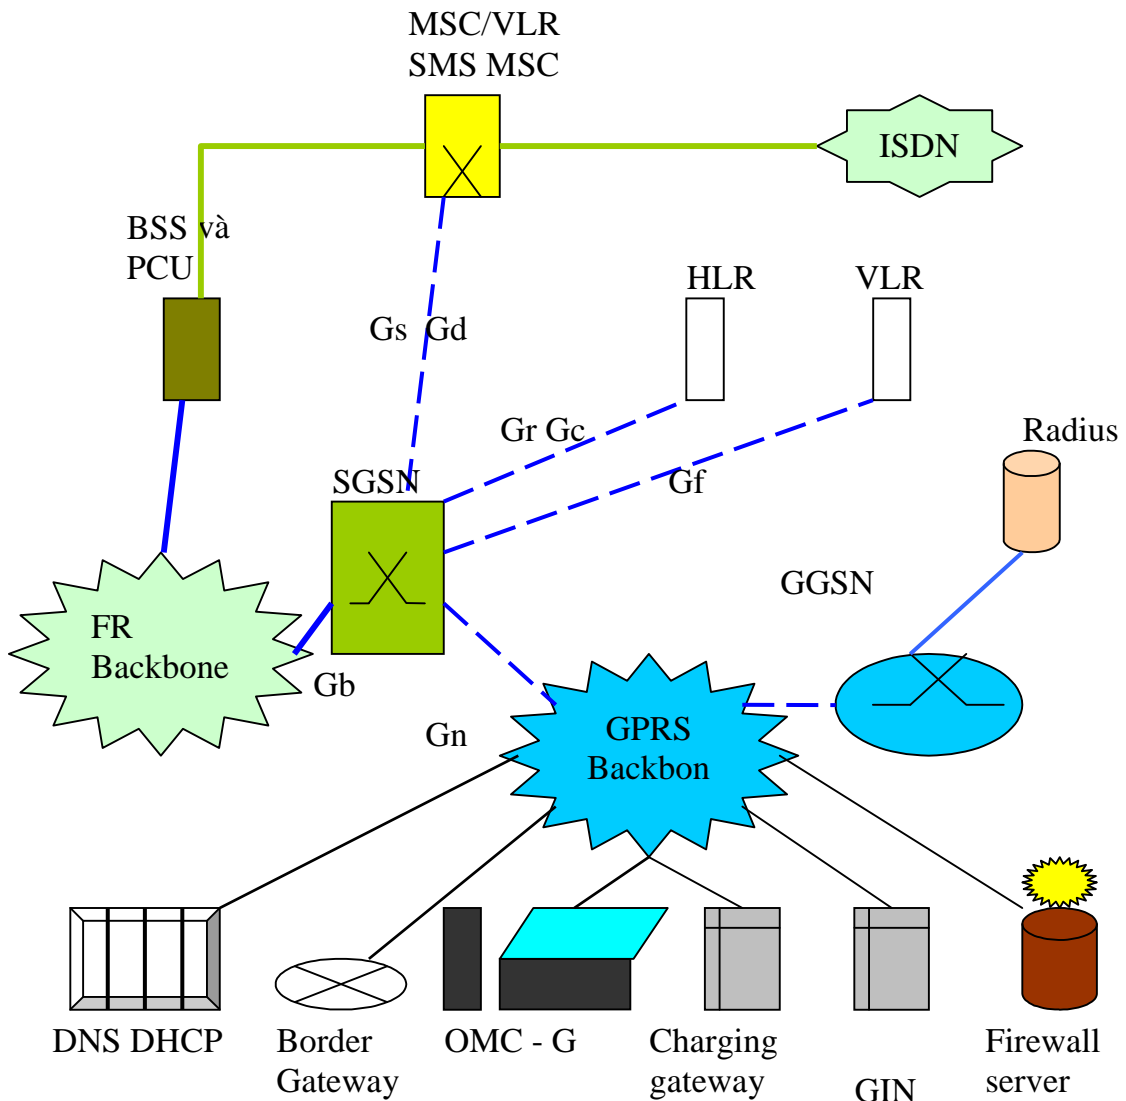 MSC/VLR
SMS MSC
ISDN
BSS và
PCU
HLR
VLR
Gs Gd
Gr Gc
Radius
SGSN
Gf
GGSN
FR
Backbone
Gb
Gn
GPRS
Backbon
DNS DHCP
Border
Gateway
OMC - G
Charging
gateway
GIN
Firewall
server